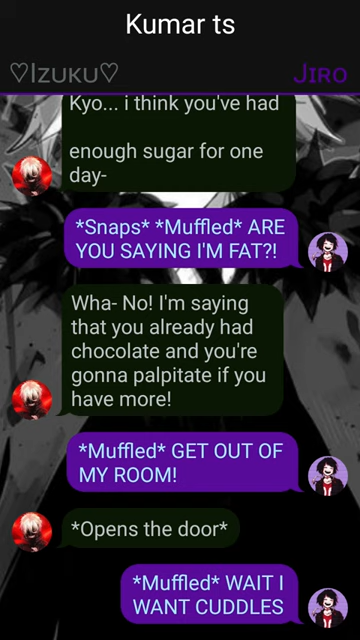 Kumar ts
♡Izuku♡
Jiro
Kyo... i think you've had
enough sugar for one
day-
*Snaps* *Muffled* ARE
YOU SAYING I'M FAT?!
Wha- No! I'm saying
that you already had
chocolate and you're
gonna palpitate if you
have more!
*Muffled* GET OUT OF
MY ROOM!
*Opens the door*
*Muffled* WAIT I
WANT CUDDLES